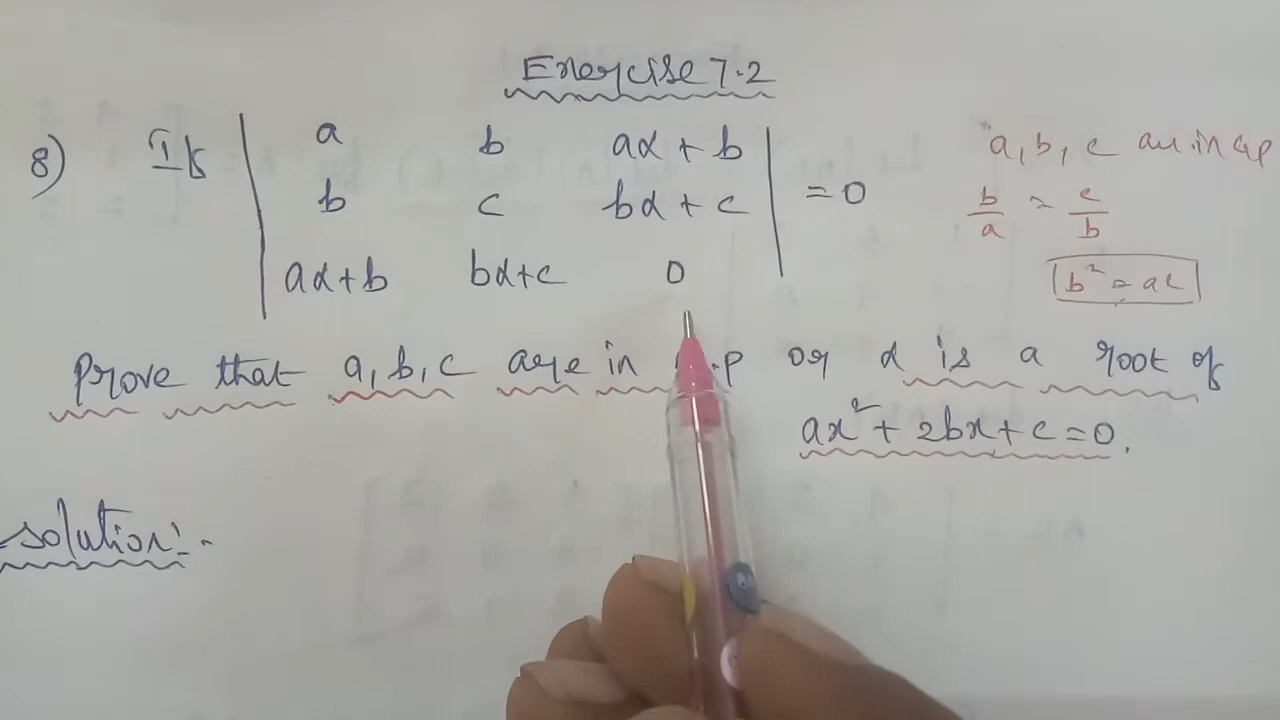 Exercise 7.2
8) If | a b aα + b |
| b c bα + c | = 0
| aα+b bα+c 0 |
a, b, c are in G.P
b/a = c/b
b² = ac
Prove that a, b, c are in .P or α is a root of
ax² + 2bx + c = 0.
Solution:-